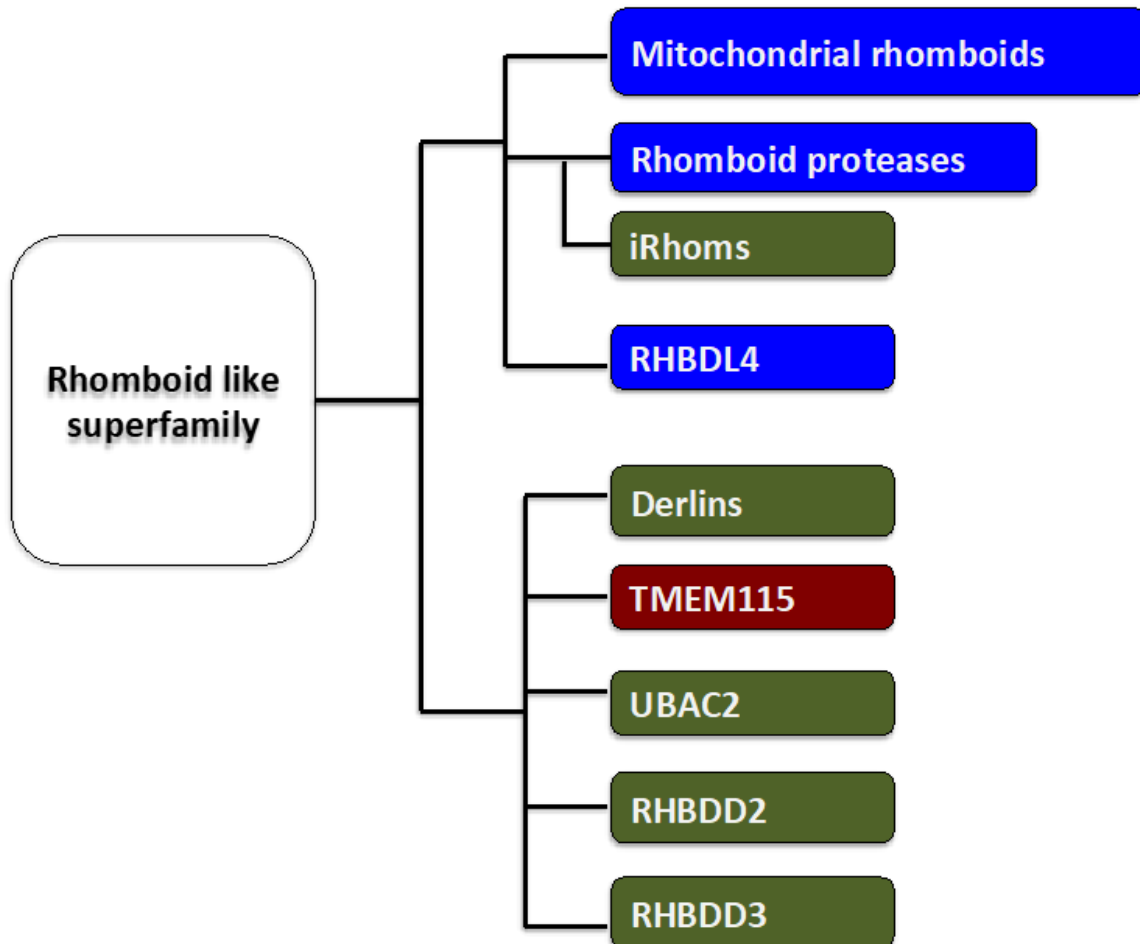 Mitochondrial rhomboids
Rhomboid proteases
iRhoms
RHBDL4
Rhomboid like
superfamily
Derlins
TMEM115
UBAC2
RHBDD2
RHBDD3